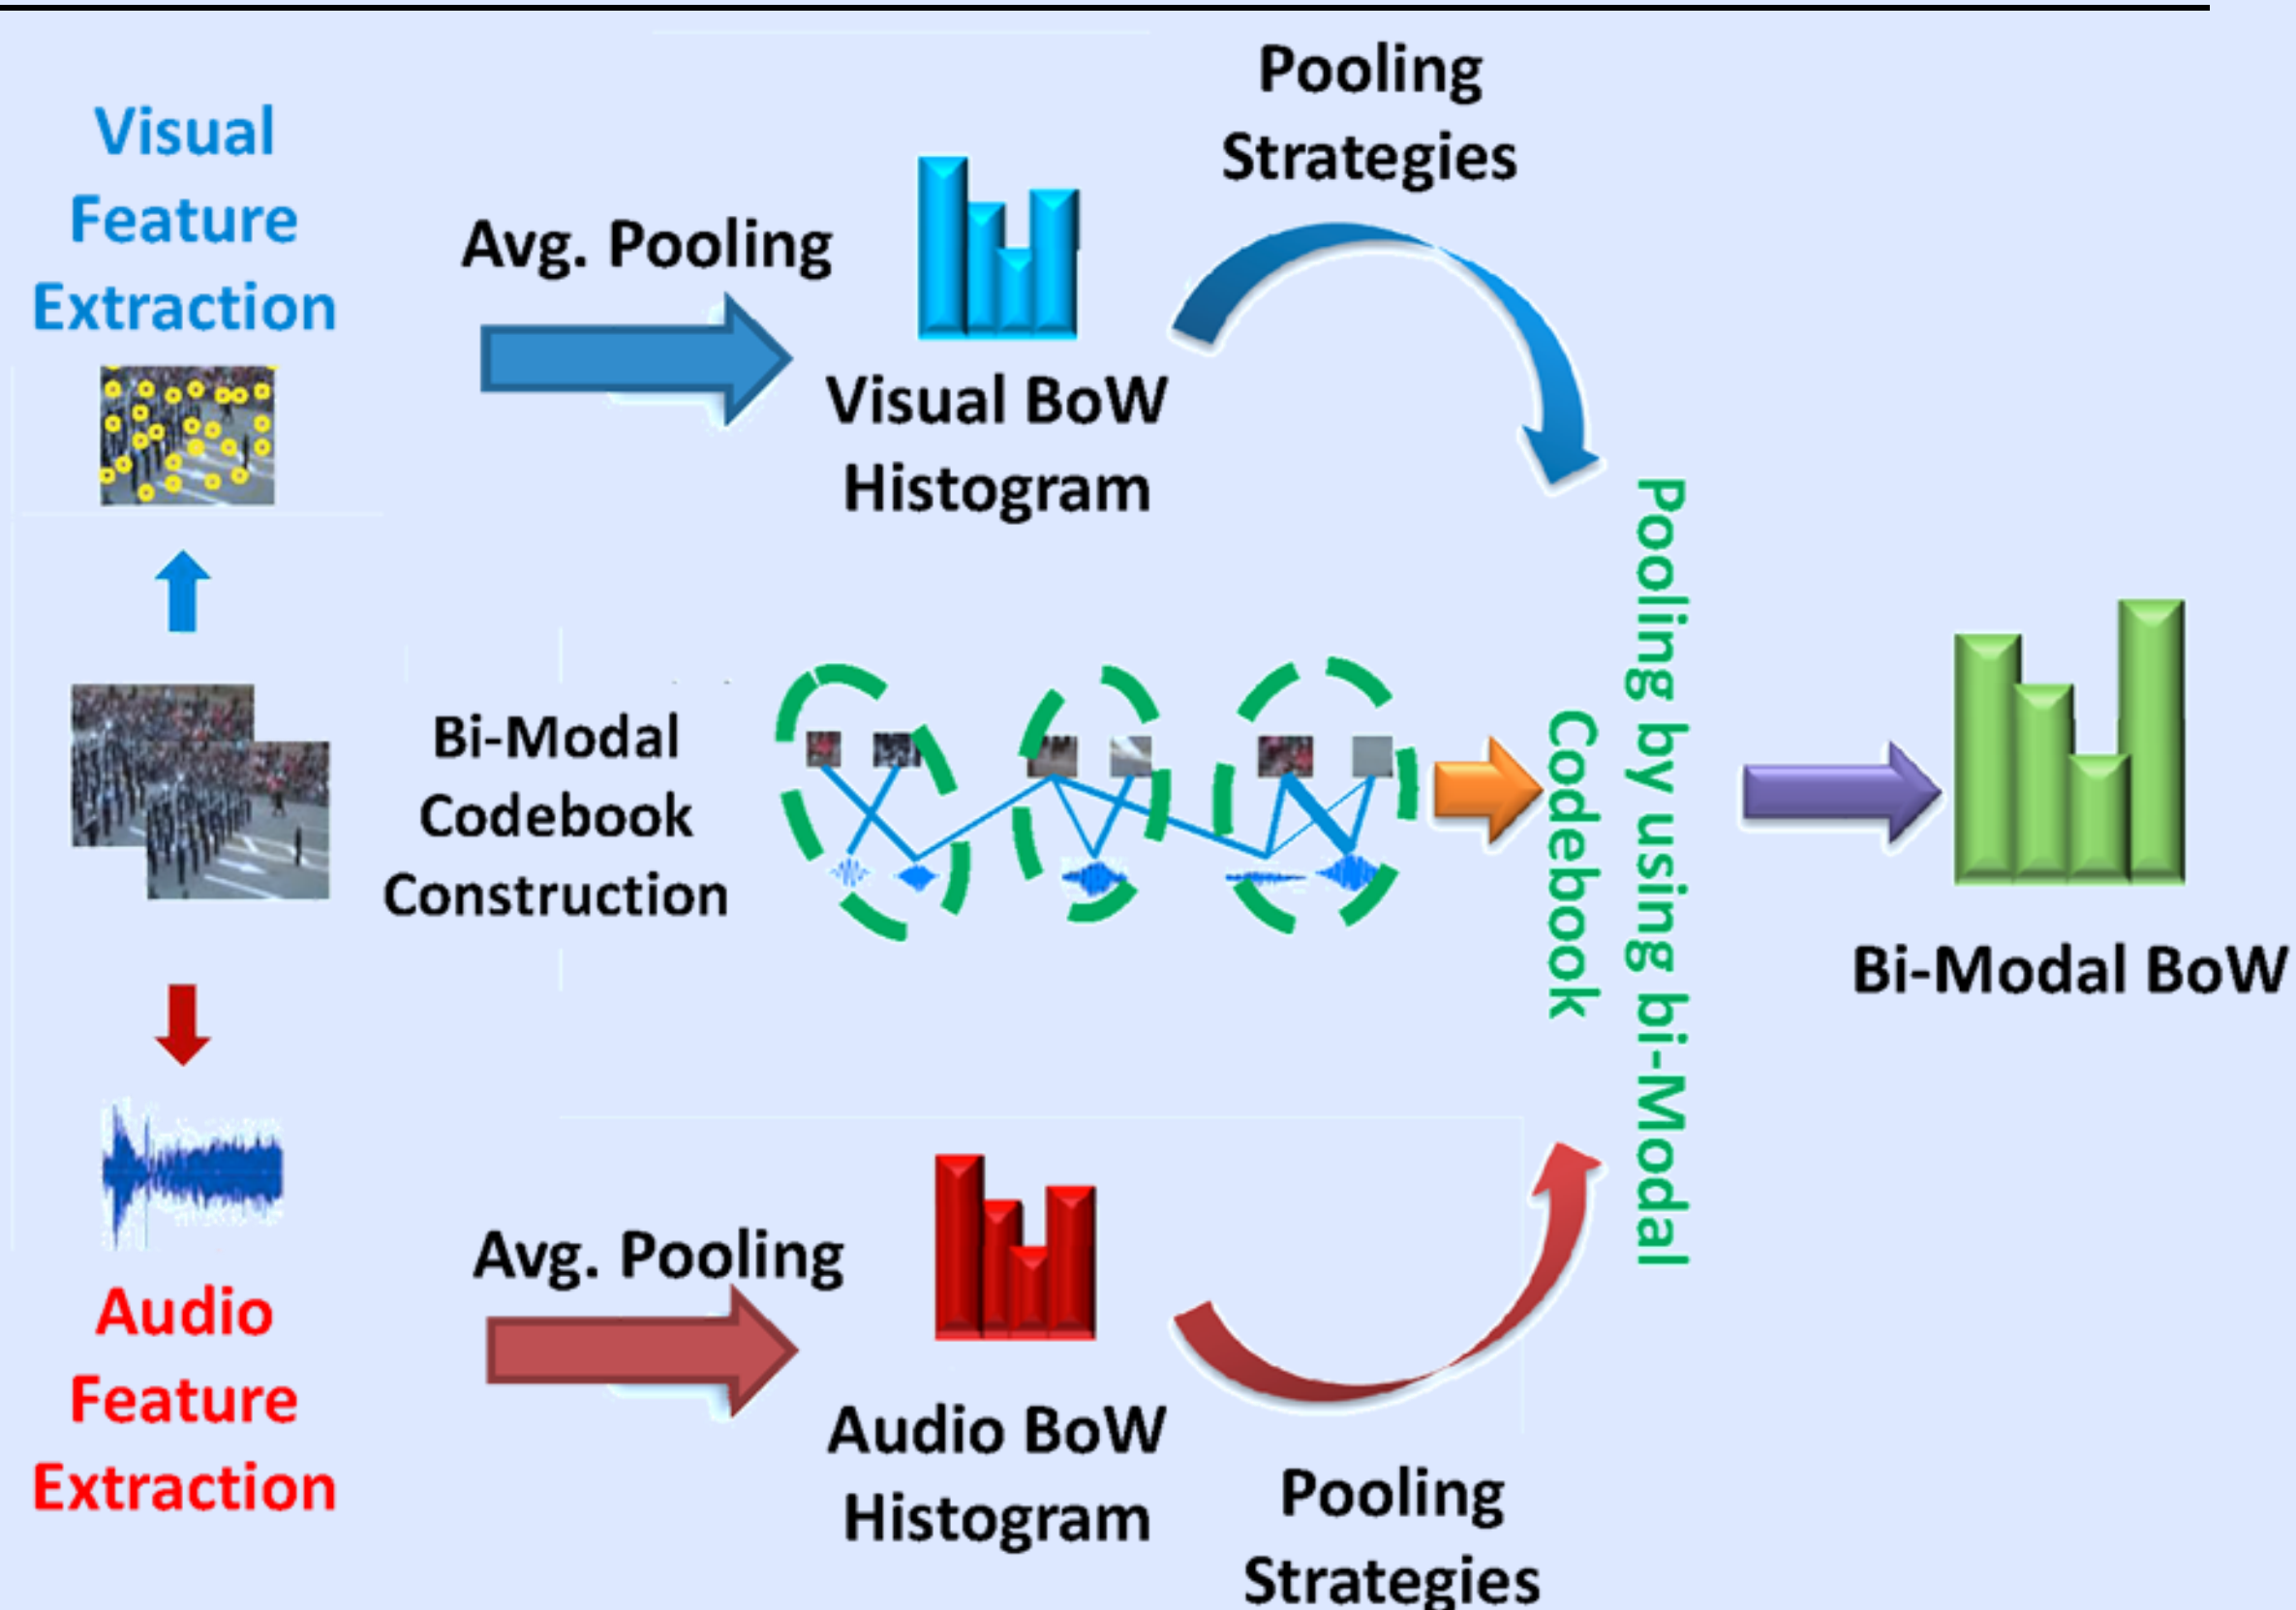 Visual
Feature
Extraction
Avg. Pooling
Visual BoW
Histogram
Pooling
Strategies
Bi-Modal
Codebook
Construction
Pooling by using bi-Modal
Codebook
Bi-Modal BoW
Audio
Feature
Extraction
Avg. Pooling
Audio BoW
Histogram
Pooling
Strategies